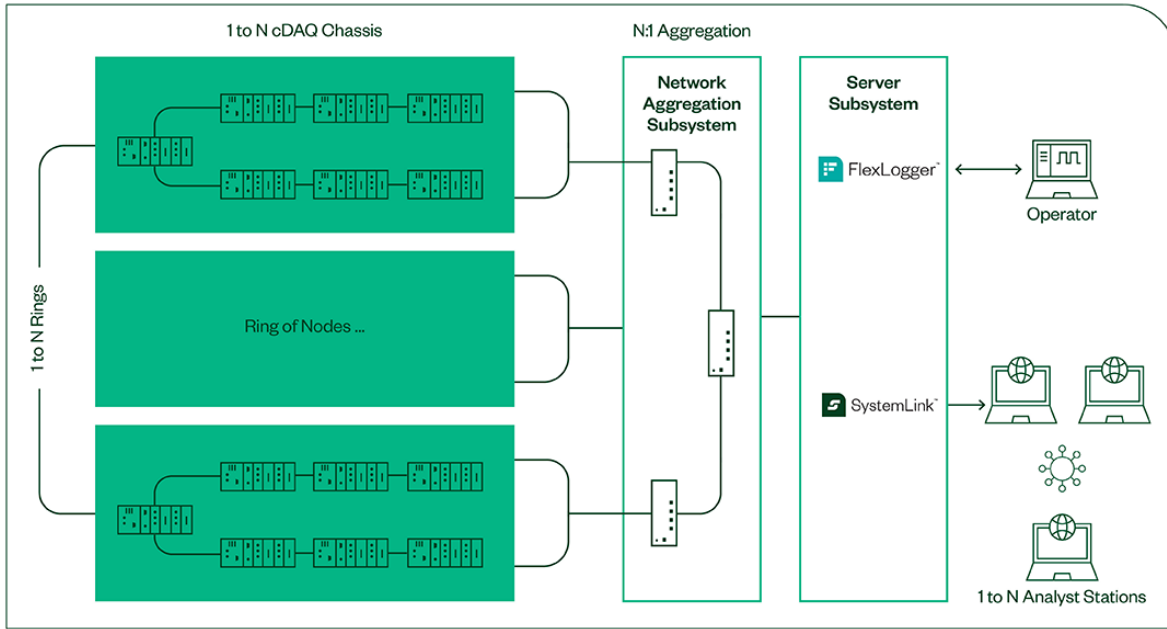 1 to N cDAQ Chassis
N:1 Aggregation
1 to N Rings
Ring of Nodes ...
Network
Aggregation
Subsystem
Server
Subsystem
FlexLogger™
Operator
SystemLink™
1 to N Analyst Stations